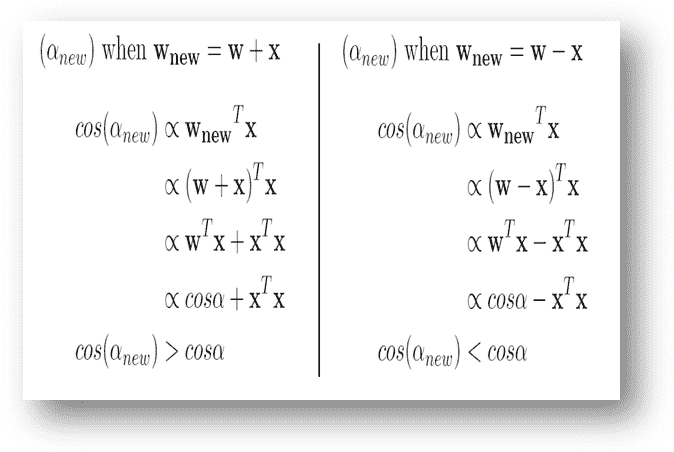 (α_new) when w_new = w + x
cos(α_new) ∝ w_new^T x
∝ (w + x)^T x
∝ w^T x + x^T x
∝ cosα + x^T x
cos(α_new) > cosα
(α_new) when w_new = w − x
cos(α_new) ∝ w_new^T x
∝ (w − x)^T x
∝ w^T x − x^T x
∝ cosα − x^T x
cos(α_new) < cosα